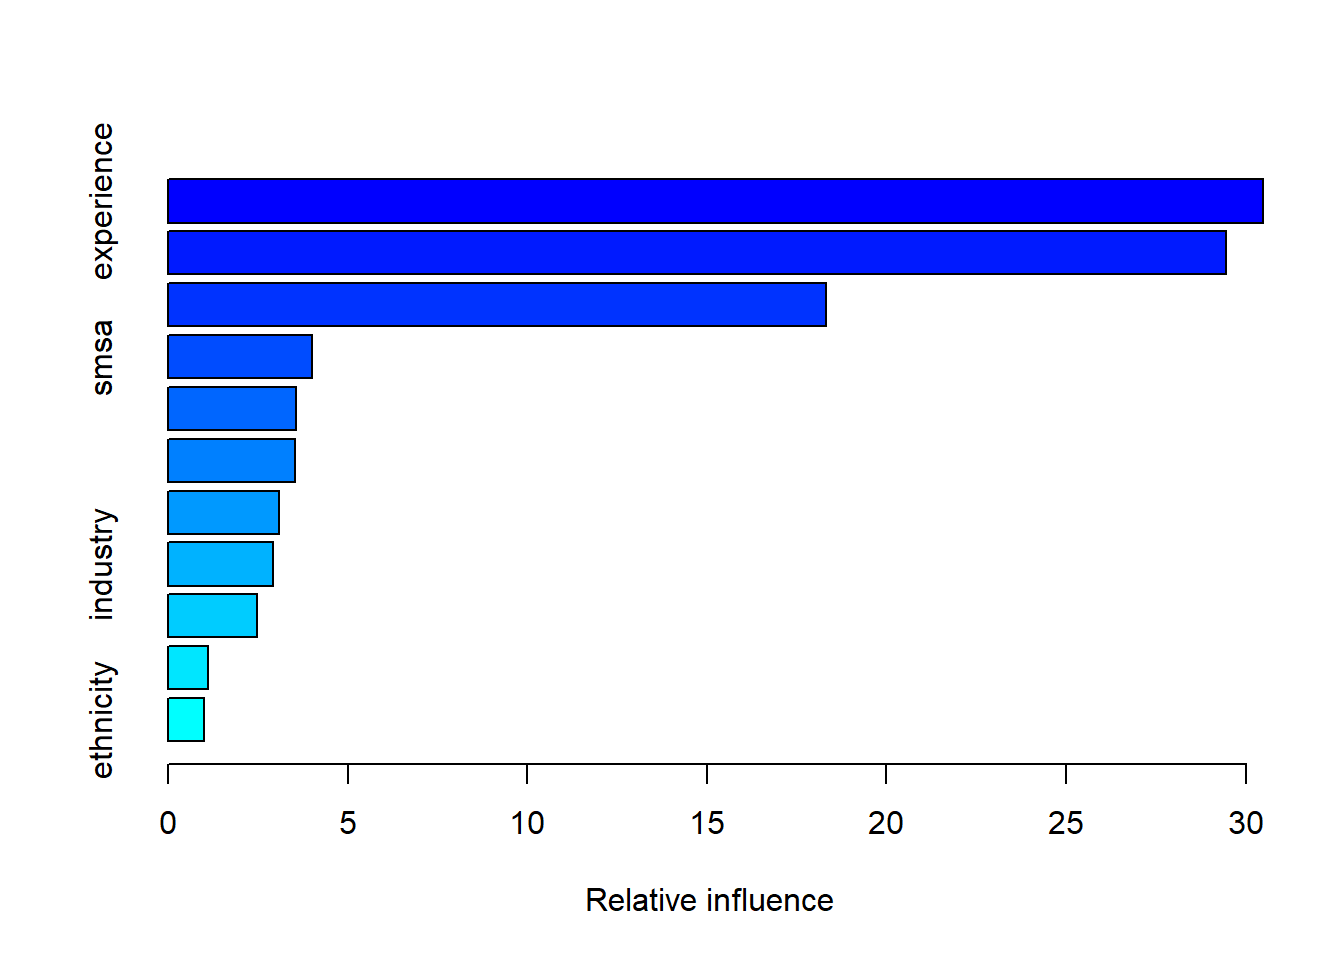 experience
smsa
industry
ethnicity
0 5 10 15 20 25 30
Relative influence